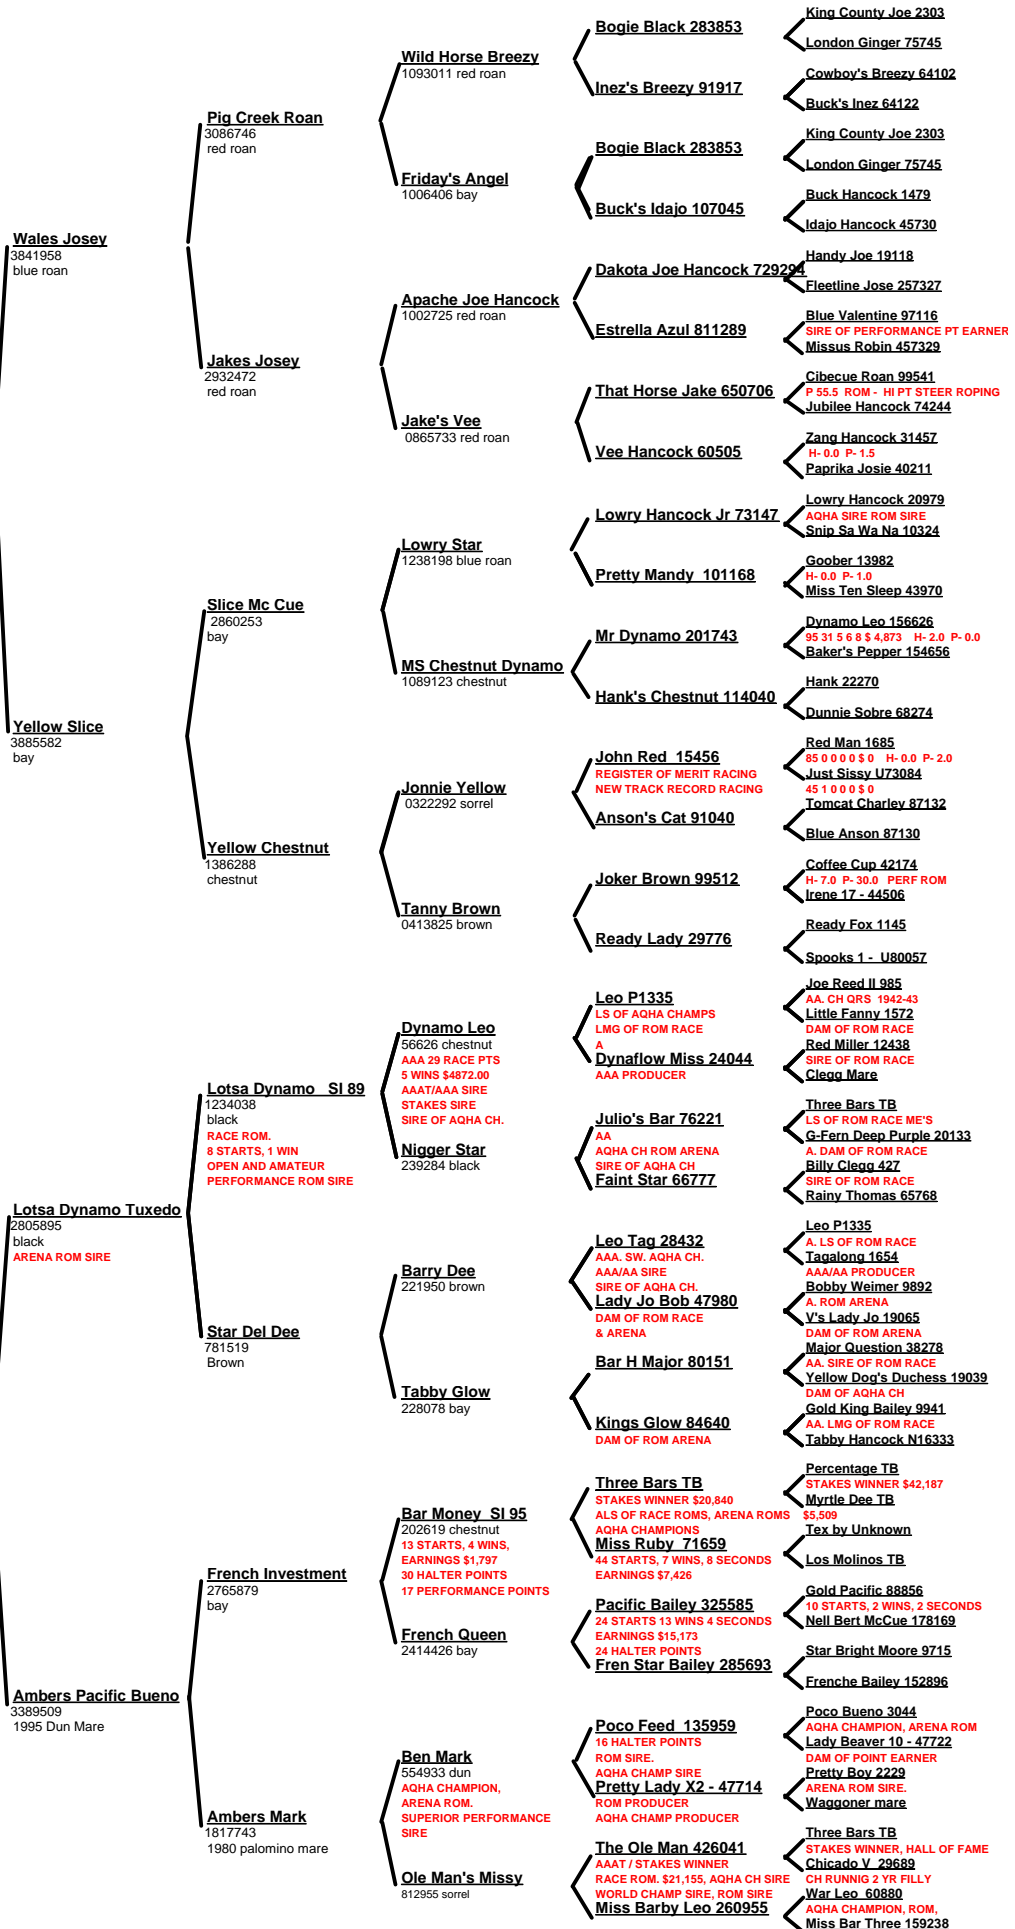 King County Joe 2303
Bogie Black 283853
London Ginger 75745
Wild Horse Breezy
1093011 red roan
Cowboy's Breezy 64102
Inez's Breezy 91917
Buck's Inez 64122
Pig Creek Roan
3086746
red roan
King County Joe 2303
Bogie Black 283853
London Ginger 75745
Friday's Angel
1006406 bay
Buck Hancock 1479
Buck's Idajo 107045
Idajo Hancock 45730
Wales Josey
3841958
blue roan
Handy Joe 19118
Dakota Joe Hancock 729294
Fleetline Jose 257327
Apache Joe Hancock
1002725 red roan
Blue Valentine 97116
SIRE OF PERFORMANCE PT EARNER
Estrella Azul 811289
Missus Robin 457329
Jakes Josey
2932472
red roan
Cibecue Roan 99541
P 55.5 ROM - HI PT STEER ROPING
That Horse Jake 650706
Jubilee Hancock 74244
Jake's Vee
0865733 red roan
Zang Hancock 31457
H- 0.0 P- 1.5
Vee Hancock 60505
Paprika Josie 40211
Lowry Hancock 20979
AQHA SIRE ROM SIRE
Lowry Hancock Jr 73147
Snip Sa Wa Na 10324
Lowry Star
1238198 blue roan
Goober 13982
H- 0.0 P- 1.0
Pretty Mandy 101168
Miss Ten Sleep 43970
Slice Mc Cue
2860253
bay
Dynamo Leo 156626
95 31 5 6 8 $ 4,873 H- 2.0 P- 0.0
Mr Dynamo 201743
Baker's Pepper 154656
MS Chestnut Dynamo
1089123 chestnut
Hank 22270
Hank's Chestnut 114040
Dunnie Sobre 68274
Yellow Slice
3885582
bay
Red Man 1685
85 0 0 0 0 $ 0 H- 0.0 P- 2.0
John Red 15456
REGISTER OF MERIT RACING
NEW TRACK RECORD RACING
Just Sissy U73084
45 1 0 0 0 $ 0
Jonnie Yellow
0322292 sorrel
Tomcat Charley 87132
Anson's Cat 91040
Blue Anson 87130
Yellow Chestnut
1386288
chestnut
Coffee Cup 42174
H- 7.0 P- 30.0 PERF ROM
Joker Brown 99512
Irene 17 - 44506
Tanny Brown
0413825 brown
Ready Fox 1145
Ready Lady 29776
Spooks 1 - U80057
Joe Reed II 985
AA. CH QRS 1942-43
Leo P1335
LS OF AQHA CHAMPS
LMG OF ROM RACE
A
Little Fanny 1572
DAM OF ROM RACE
Dynamo Leo
56626 chestnut
AAA 29 RACE PTS
5 WINS $4872.00
AAAT/AAA SIRE
STAKES SIRE
SIRE OF AQHA CH.
Red Miller 12438
SIRE OF ROM RACE
Dynaflow Miss 24044
AAA PRODUCER
Clegg Mare
Lotsa Dynamo SI 89
1234038
black
RACE ROM.
8 STARTS, 1 WIN
OPEN AND AMATEUR
PERFORMANCE ROM SIRE
Three Bars TB
LS OF ROM RACE ME'S
Julio's Bar 76221
AA
AQHA CH ROM ARENA
SIRE OF AQHA CH
G-Fern Deep Purple 20133
A. DAM OF ROM RACE
Nigger Star
239284 black
Billy Clegg 427
SIRE OF ROM RACE
Faint Star 66777
Rainy Thomas 65768
Lotsa Dynamo Tuxedo
2805895
black
ARENA ROM SIRE
Leo P1335
A. LS OF ROM RACE
Leo Tag 28432
AAA. SW. AQHA CH.
AAA/AA SIRE
SIRE OF AQHA CH.
Tagalong 1654
AAA/AA PRODUCER
Barry Dee
221950 brown
Bobby Weimer 9892
A. ROM ARENA
Lady Jo Bob 47980
DAM OF ROM RACE
& ARENA
V's Lady Jo 19065
DAM OF ROM ARENA
Star Del Dee
781519
Brown
Major Question 38278
AA. SIRE OF ROM RACE
Bar H Major 80151
Yellow Dog's Duchess 19039
DAM OF AQHA CH
Tabby Glow
228078 bay
Gold King Bailey 9941
AA. LMG OF ROM RACE
Kings Glow 84640
DAM OF ROM ARENA
Tabby Hancock N16333
Percentage TB
STAKES WINNER $42,187
Three Bars TB
STAKES WINNER $20,840
ALS OF RACE ROMS, ARENA ROMS
AQHA CHAMPIONS
Myrtle Dee TB
$5,509
Bar Money SI 95
202619 chestnut
13 STARTS, 4 WINS,
EARNINGS $1,797
30 HALTER POINTS
17 PERFORMANCE POINTS
Tex by Unknown
Miss Ruby 71659
44 STARTS, 7 WINS, 8 SECONDS
EARNINGS $7,426
Los Molinos TB
French Investment
2765879
bay
Gold Pacific 88856
10 STARTS, 2 WINS, 2 SECONDS
Pacific Bailey 325585
24 STARTS 13 WINS 4 SECONDS
EARNINGS $15,173
24 HALTER POINTS
Nell Bert McCue 178169
French Queen
2414426 bay
Star Bright Moore 9715
Fren Star Bailey 285693
Frenche Bailey 152896
Ambers Pacific Bueno
3389509
1995 Dun Mare
Poco Bueno 3044
AQHA CHAMPION, ARENA ROM
Poco Feed 135959
16 HALTER POINTS
ROM SIRE.
AQHA CHAMP SIRE
Lady Beaver 10 - 47722
DAM OF POINT EARNER
Ben Mark
554933 dun
AQHA CHAMPION,
ARENA ROM.
SUPERIOR PERFORMANCE
SIRE
Pretty Boy 2229
ARENA ROM SIRE.
Pretty Lady X2 - 47714
ROM PRODUCER
AQHA CHAMP PRODUCER
Waggoner mare
Ambers Mark
1817743
1980 palomino mare
Three Bars TB
STAKES WINNER, HALL OF FAME
The Ole Man 426041
AAAT / STAKES WINNER
RACE ROM. $21,155, AQHA CH SIRE
WORLD CHAMP SIRE, ROM SIRE
Chicado V 29689
CH RUNNIG 2 YR FILLY
Ole Man's Missy
812955 sorrel
War Leo 60880
AQHA CHAMPION, ROM,
Miss Barby Leo 260955
Miss Bar Three 159238